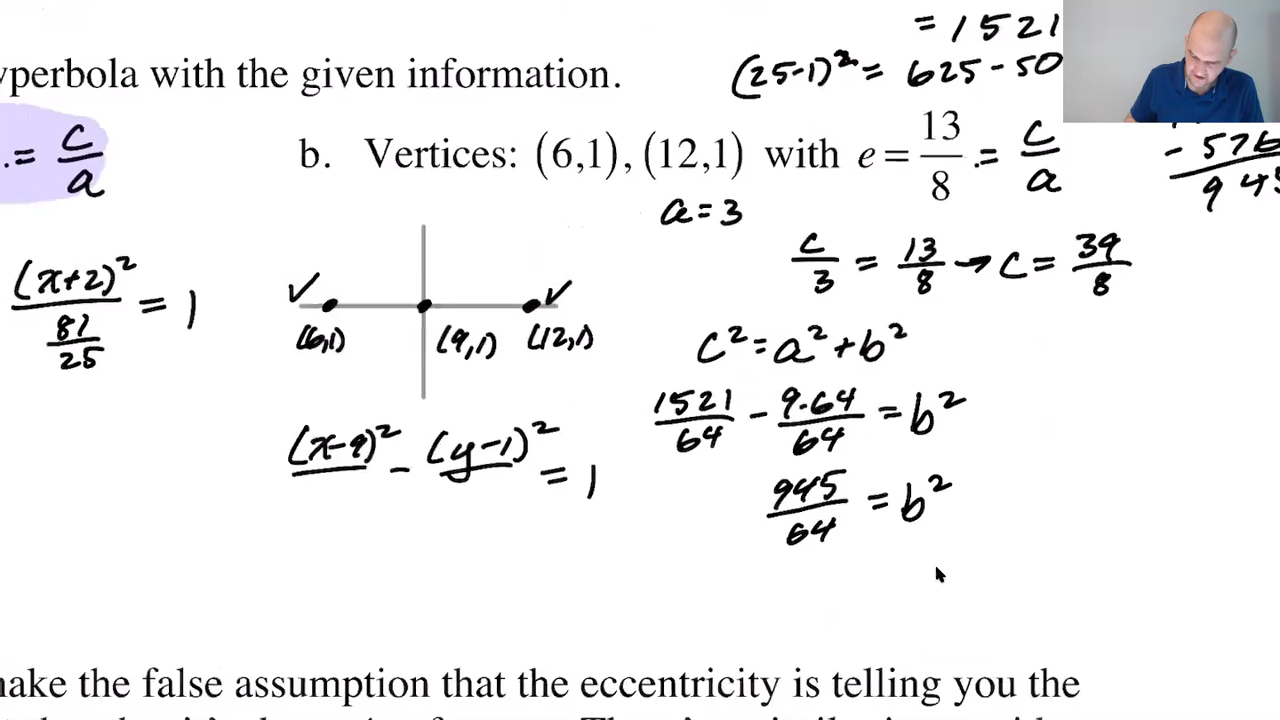 = 1521
yperbola with the given information.
(25-1)² = 625 - 50
.= c/a
b. Vertices: (6,1), (12,1) with e = 13/8 .= c/a
- 576
945
a = 3
(x+2)²/(81/25) = 1
c/3 = 13/8 → c = 39/8
(6,1) (9,1) (12,1)
c² = a² + b²
1521/64 - 9·64/64 = b²
(x-9)² - (y-1)² = 1
945/64 = b²
make the false assumption that the eccentricity is telling you the